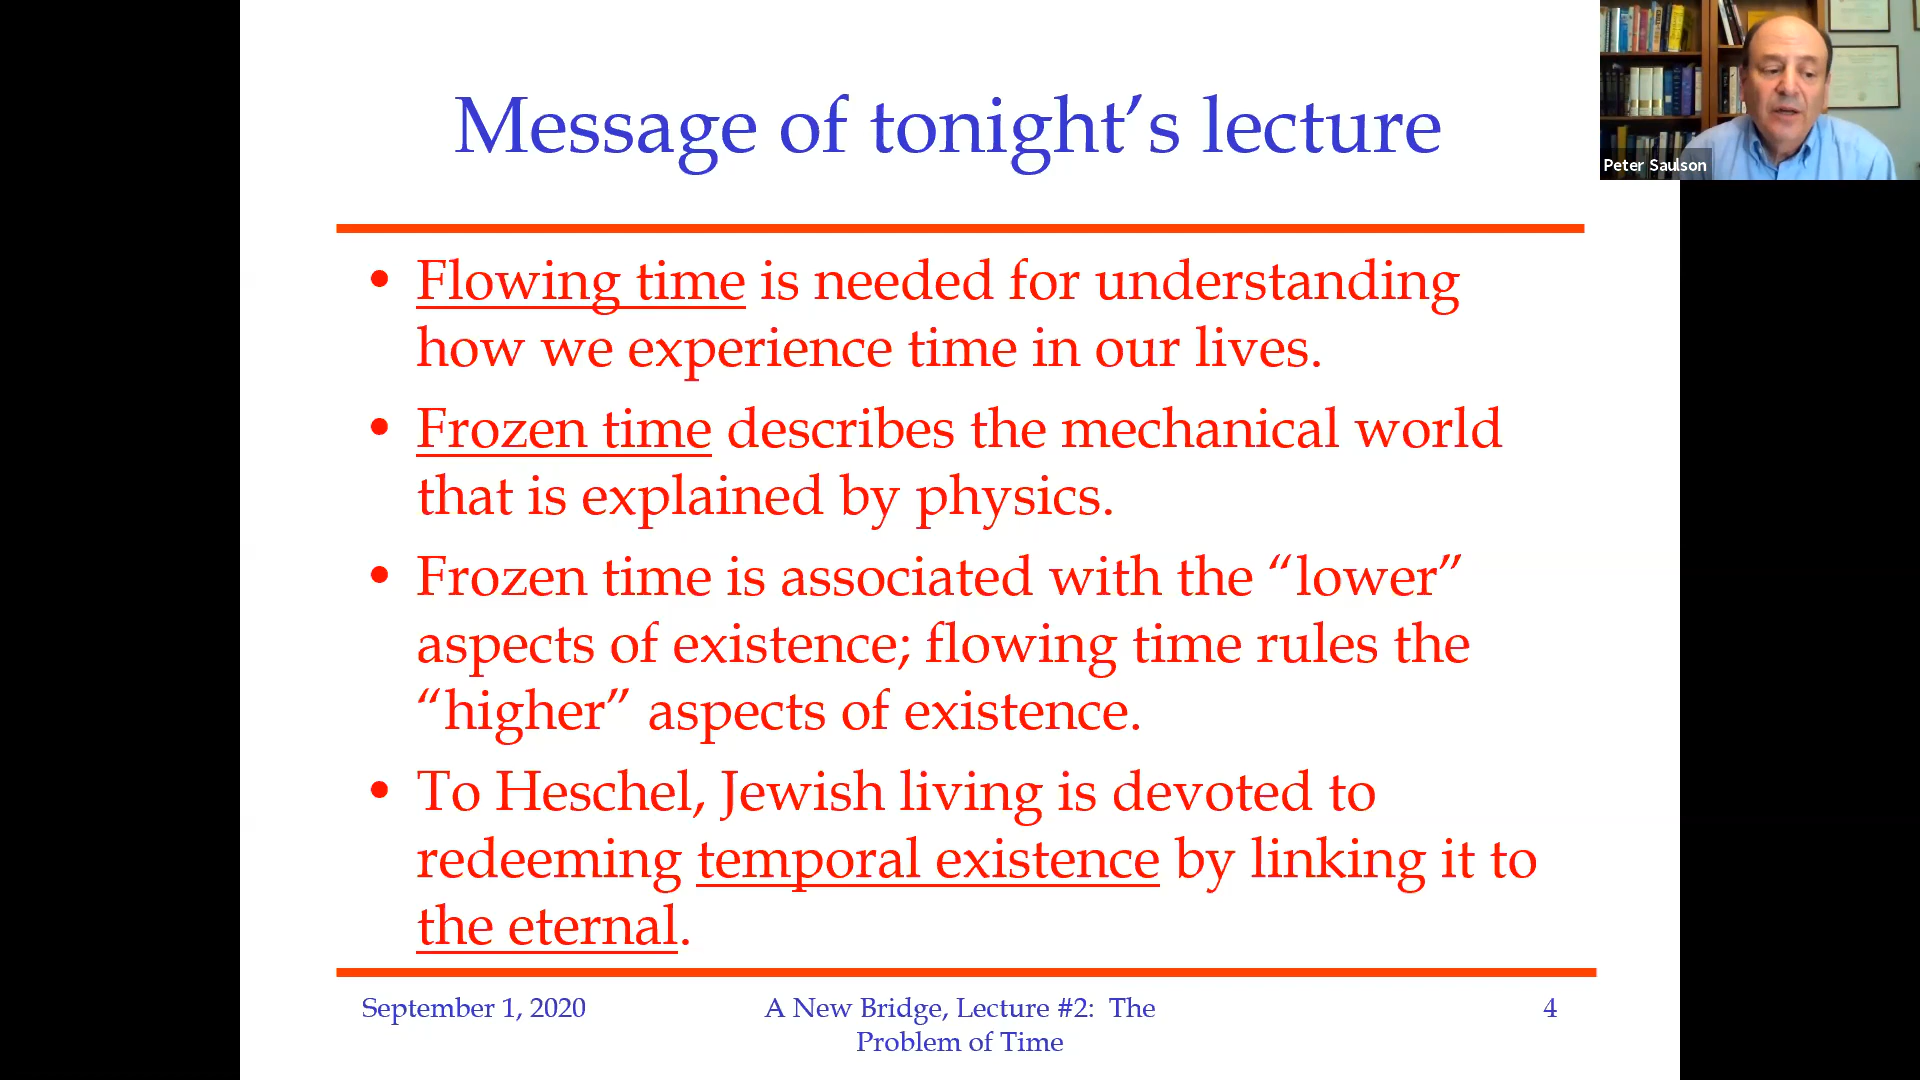 Message of tonight’s lecture
Peter Saulson
• Flowing time is needed for understanding
how we experience time in our lives.
• Frozen time describes the mechanical world
that is explained by physics.
• Frozen time is associated with the “lower”
aspects of existence; flowing time rules the
“higher” aspects of existence.
• To Heschel, Jewish living is devoted to
redeeming temporal existence by linking it to
the eternal.
September 1, 2020
A New Bridge, Lecture #2: The
Problem of Time
4